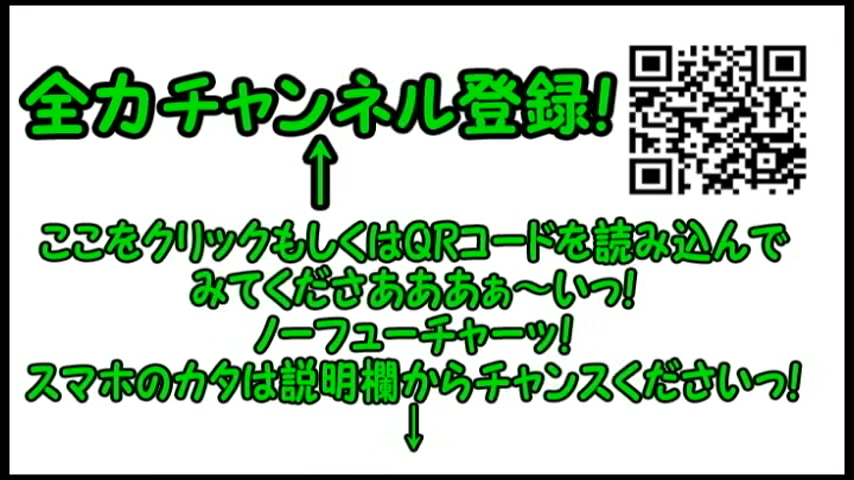 全力チャンネル登録!
↑
ここをクリックもしくはQRコードを読み込んで
みてくださあああぁ～いっ!
ノーフューチャーッ!
スマホのカタは説明欄からチャンスくださいっ!
↓